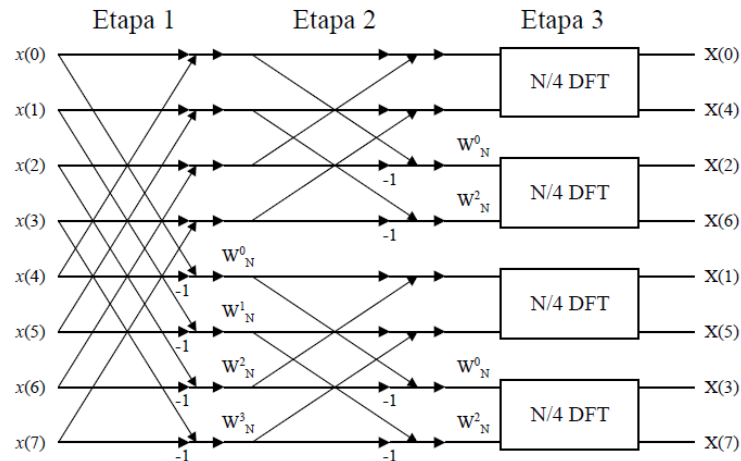 Etapa 1 Etapa 2 Etapa 3
x(0) X(0)
N/4 DFT
x(1) X(4)
x(2) W⁰N X(2)
-1
N/4 DFT
x(3) W²N X(6)
-1
x(4) W⁰N X(1)
-1
N/4 DFT
x(5) W¹N X(5)
-1
x(6) W²N W⁰N X(3)
-1 -1
N/4 DFT
x(7) W³N W²N X(7)
-1 -1